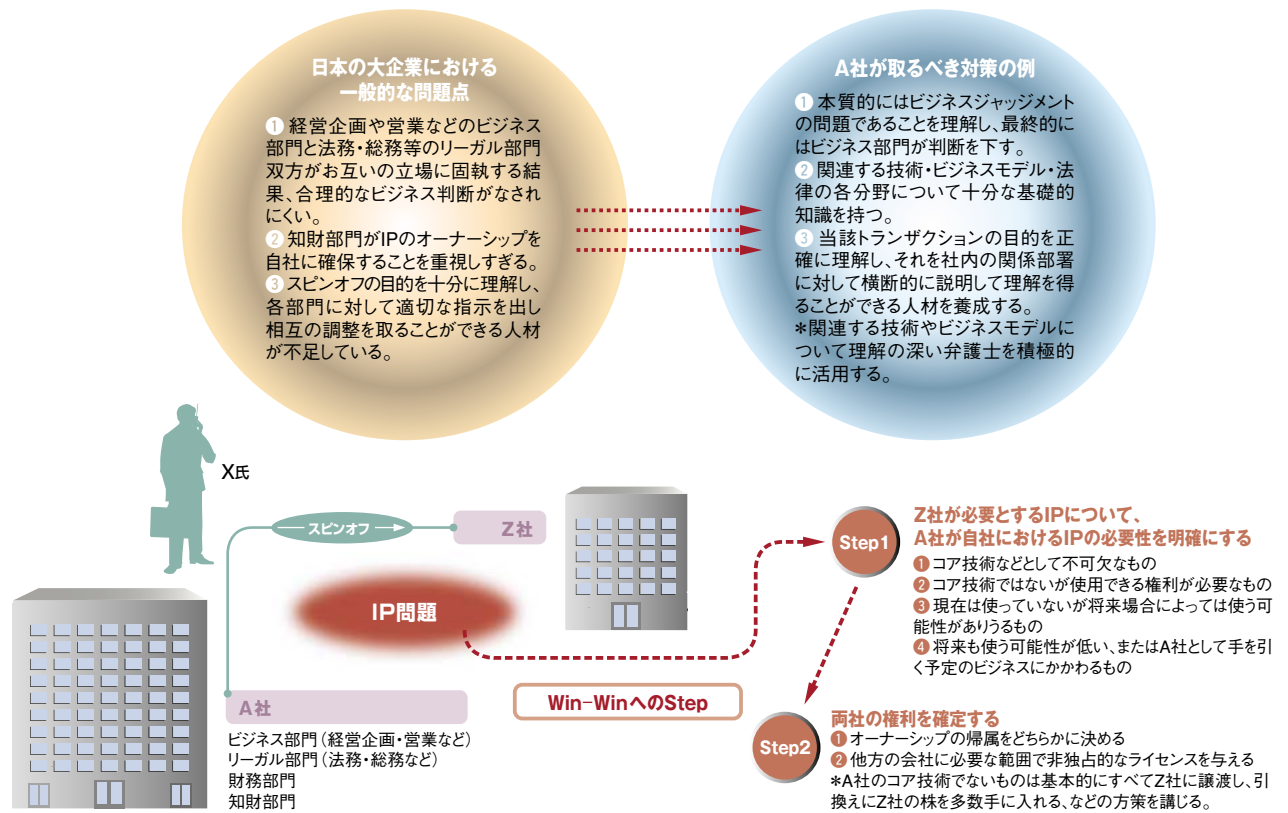 日本の大企業における
一般的な問題点
① 経営企画や営業などのビジネス
部門と法務・総務等のリーガル部門
双方がお互いの立場に固執する結
果、合理的なビジネス判断がなされ
にくい。
② 知財部門がIPのオーナーシップを
自社に確保することを重視しすぎる。
③ スピンオフの目的を十分に理解し、
各部門に対して適切な指示を出し
相互の調整を取ることができる人材
が不足している。
A社が取るべき対策の例
① 本質的にはビジネスジャッジメント
の問題であることを理解し、最終的に
はビジネス部門が判断を下す。
② 関連する技術・ビジネスモデル・法
律の各分野について十分な基礎的
知識を持つ。
③ 当該トランザクションの目的を正
確に理解し、それを社内の関係部署
に対して横断的に説明して理解を得
ることができる人材を養成する。
*関連する技術やビジネスモデルに
ついて理解の深い弁護士を積極的
に活用する。
X氏
スピンオフ
Z社
IP問題
A社
ビジネス部門(経営企画・営業など)
リーガル部門(法務・総務など)
財務部門
知財部門
Win-WinへのStep
Step1
Z社が必要とするIPについて、
A社が自社におけるIPの必要性を明確にする
① コア技術などとして不可欠なもの
② コア技術ではないが使用できる権利が必要なもの
③ 現在は使っていないが将来場合によっては使う可
能性がありうるもの
④ 将来も使う可能性が低い、またはA社として手を引
く予定のビジネスにかかわるもの
Step2
両社の権利を確定する
① オーナーシップの帰属をどちらかに決める
② 他方の会社に必要な範囲で非独占的なライセンスを与える
*A社のコア技術でないものは基本的にすべてZ社に譲渡し、引
換えにZ社の株を多数手に入れる、などの方策を講じる。